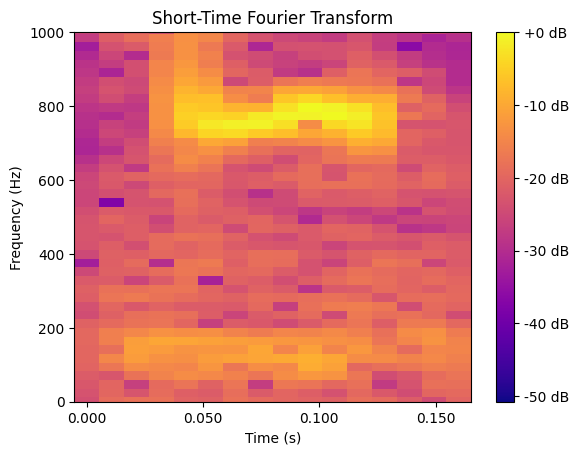 Short-Time Fourier Transform
+0 dB
1000
-10 dB
800
-20 dB
600
Frequency (Hz)
-30 dB
400
-40 dB
200
-50 dB
0
0.000 0.050 0.100 0.150
Time (s)